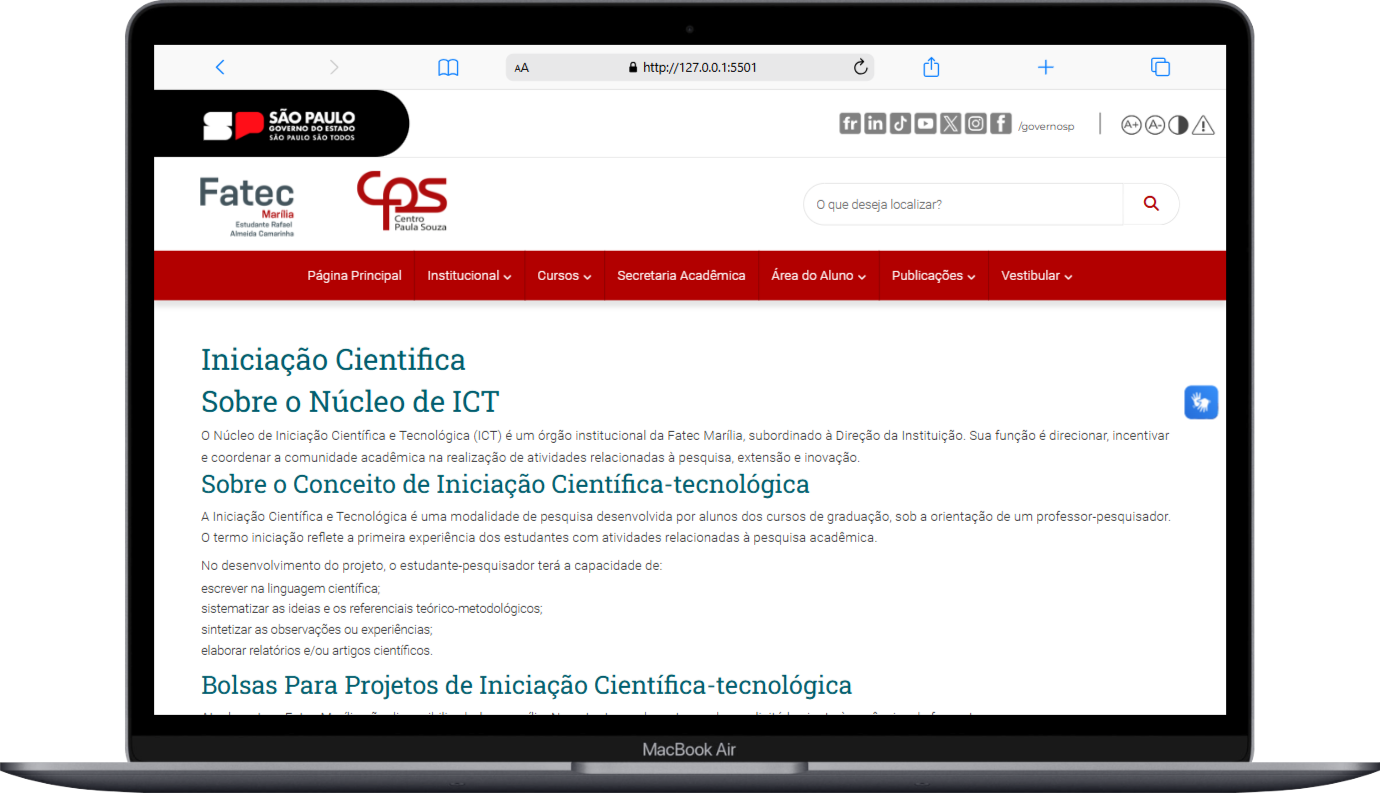 AA
http://127.0.0.1:5501
SÃO PAULO
GOVERNO DO ESTADO
SÃO PAULO SÃO TODOS
fr in f /governosp
A+ A-
Fatec
Marília
Estudante Rafael
Almeida Camarinha
CPS
Centro
Paula Souza
O que deseja localizar?
Página Principal Institucional Cursos Secretaria Acadêmica Área do Aluno Publicações Vestibular
Iniciação Cientifica
Sobre o Núcleo de ICT
O Núcleo de Iniciação Científica e Tecnológica (ICT) é um órgão institucional da Fatec Marília, subordinado à Direção da Instituição. Sua função é direcionar, incentivar
e coordenar a comunidade acadêmica na realização de atividades relacionadas à pesquisa, extensão e inovação.
Sobre o Conceito de Iniciação Científica-tecnológica
A Iniciação Científica e Tecnológica é uma modalidade de pesquisa desenvolvida por alunos dos cursos de graduação, sob a orientação de um professor-pesquisador.
O termo iniciação reflete a primeira experiência dos estudantes com atividades relacionadas à pesquisa acadêmica.
No desenvolvimento do projeto, o estudante-pesquisador terá a capacidade de:
escrever na linguagem científica;
sistematizar as ideias e os referenciais teórico-metodológicos;
sintetizar as observações ou experiências;
elaborar relatórios e/ou artigos científicos.
Bolsas Para Projetos de Iniciação Científica-tecnológica
MacBook Air